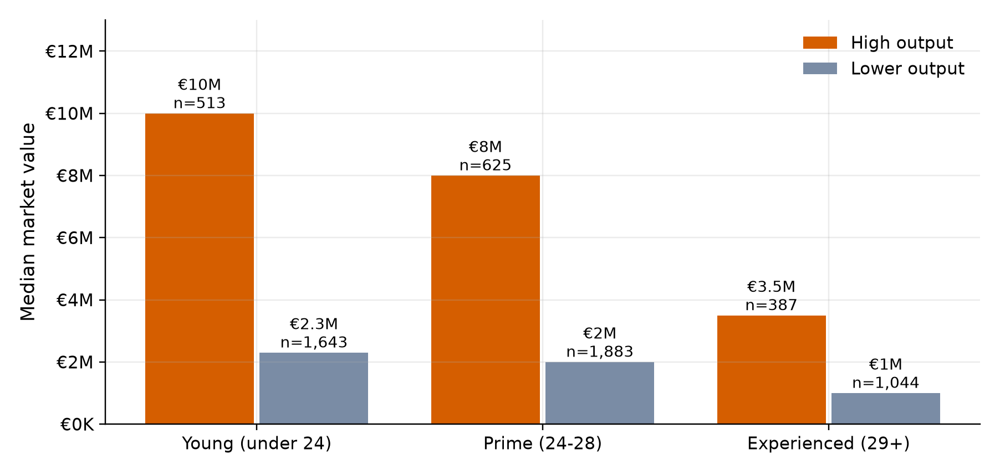 Median market value
€12M
€10M
€8M
€6M
€4M
€2M
€0K
High output
Lower output
€10M
n=513
€2.3M
n=1,643
€8M
n=625
€2M
n=1,883
€3.5M
n=387
€1M
n=1,044
Young (under 24)
Prime (24-28)
Experienced (29+)